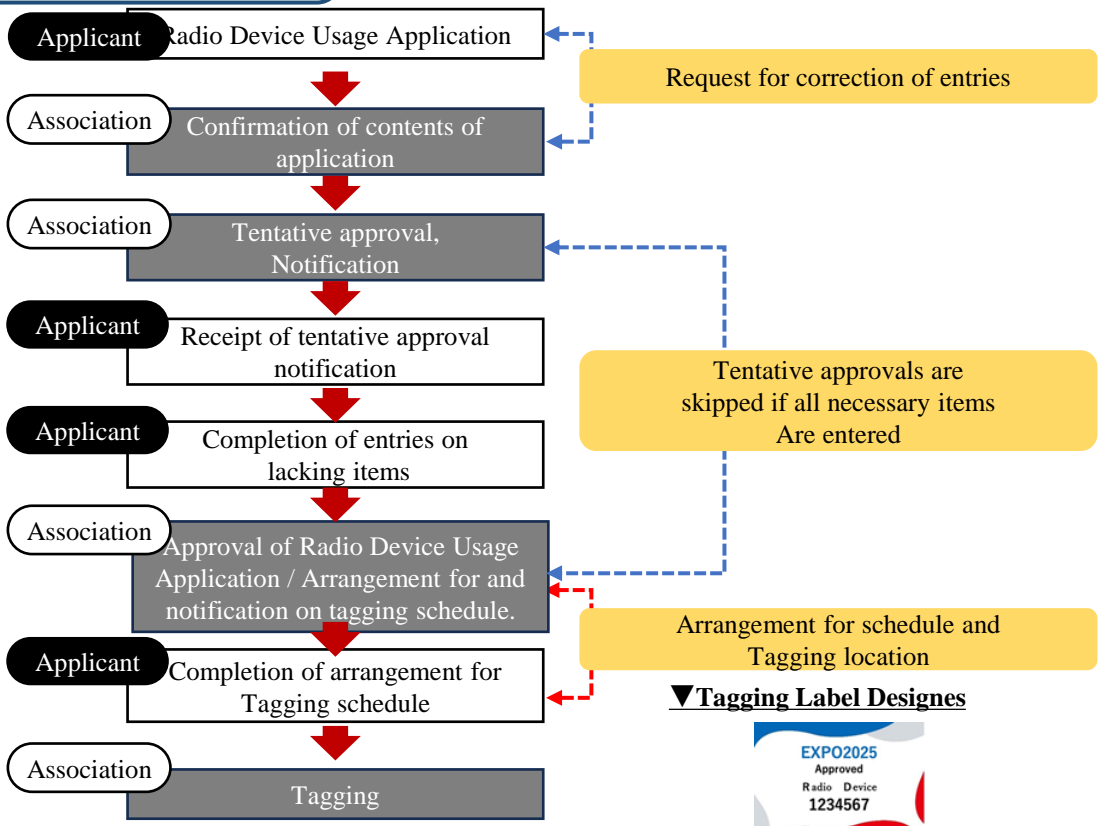 Applicant
Radio Device Usage Application
Request for correction of entries
Association
Confirmation of contents of
application
Association
Tentative approval,
Notification
Applicant
Receipt of tentative approval
notification
Tentative approvals are
skipped if all necessary items
Are entered
Applicant
Completion of entries on
lacking items
Association
Approval of Radio Device Usage
Application / Arrangement for and
notification on tagging schedule.
Arrangement for schedule and
Tagging location
Applicant
Completion of arrangement for
Tagging schedule
▼Tagging Label Designes
EXPO2025
Approved
Radio Device
1234567
Association
Tagging